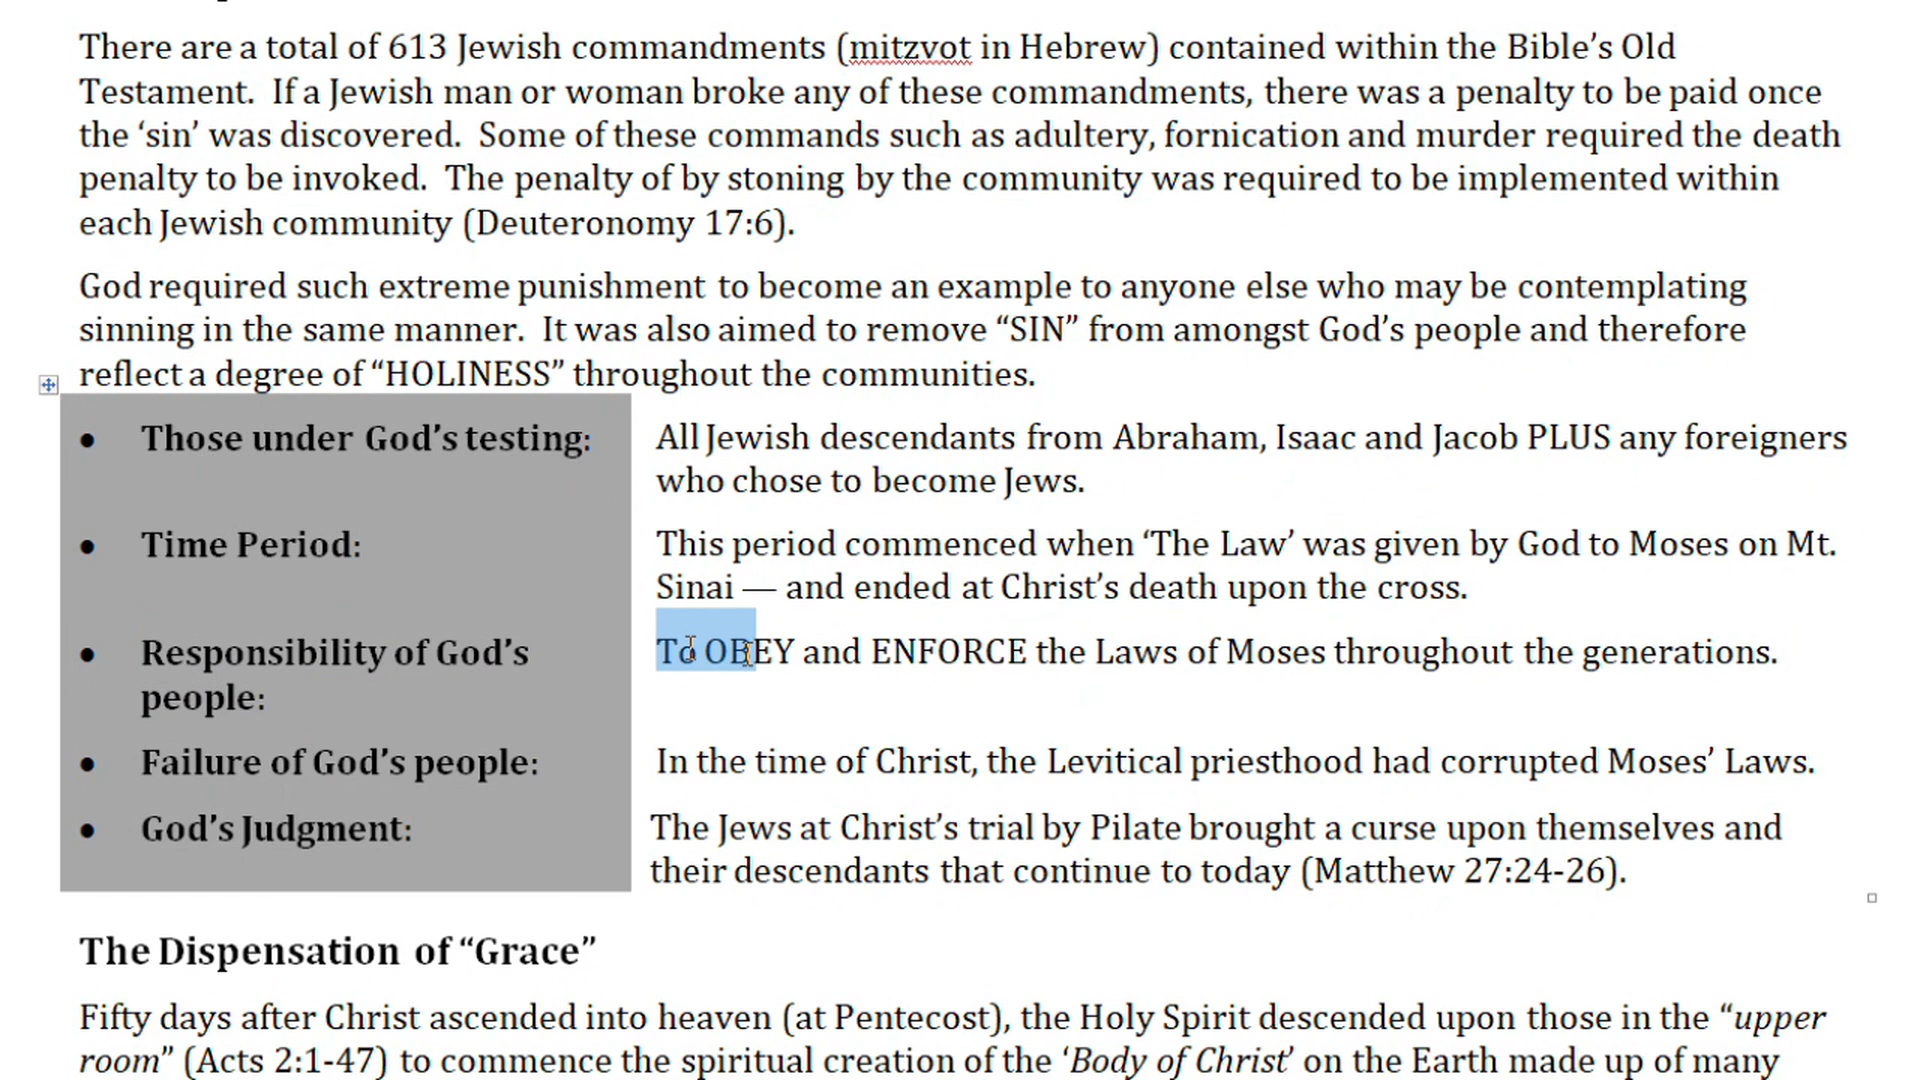 There are a total of 613 Jewish commandments (mitzvot in Hebrew) contained within the Bible’s Old
Testament.  If a Jewish man or woman broke any of these commandments, there was a penalty to be paid once
the ‘sin’ was discovered.  Some of these commands such as adultery, fornication and murder required the death
penalty to be invoked.  The penalty of by stoning by the community was required to be implemented within
each Jewish community (Deuteronomy 17:6).
God required such extreme punishment to become an example to anyone else who may be contemplating
sinning in the same manner.  It was also aimed to remove “SIN” from amongst God’s people and therefore
reflect a degree of “HOLINESS” throughout the communities.
• Those under God’s testing: All Jewish descendants from Abraham, Isaac and Jacob PLUS any foreigners
who chose to become Jews.
• Time Period: This period commenced when ‘The Law’ was given by God to Moses on Mt.
Sinai — and ended at Christ’s death upon the cross.
• Responsibility of God’s To OBEY and ENFORCE the Laws of Moses throughout the generations.
people:
• Failure of God’s people: In the time of Christ, the Levitical priesthood had corrupted Moses’ Laws.
• God’s Judgment: The Jews at Christ’s trial by Pilate brought a curse upon themselves and
their descendants that continue to today (Matthew 27:24-26).
The Dispensation of “Grace”
Fifty days after Christ ascended into heaven (at Pentecost), the Holy Spirit descended upon those in the “upper
room” (Acts 2:1-47) to commence the spiritual creation of the ‘Body of Christ’ on the Earth made up of many